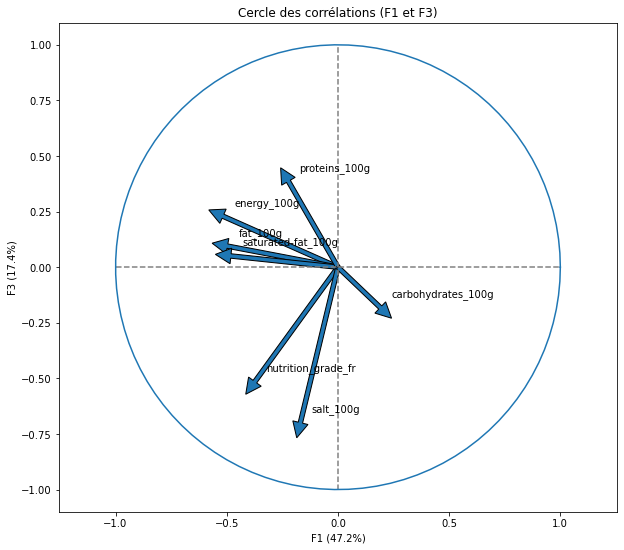 Cercle des corrélations (F1 et F3)
1.00
0.75
0.50
0.25
0.00
−0.25
−0.50
−0.75
−1.00
F3 (17.4%)
proteins_100g
energy_100g
fat_100g
saturated-fat_100g
carbohydrates_100g
nutrition_grade_fr
salt_100g
−1.0
−0.5
0.0
0.5
1.0
F1 (47.2%)